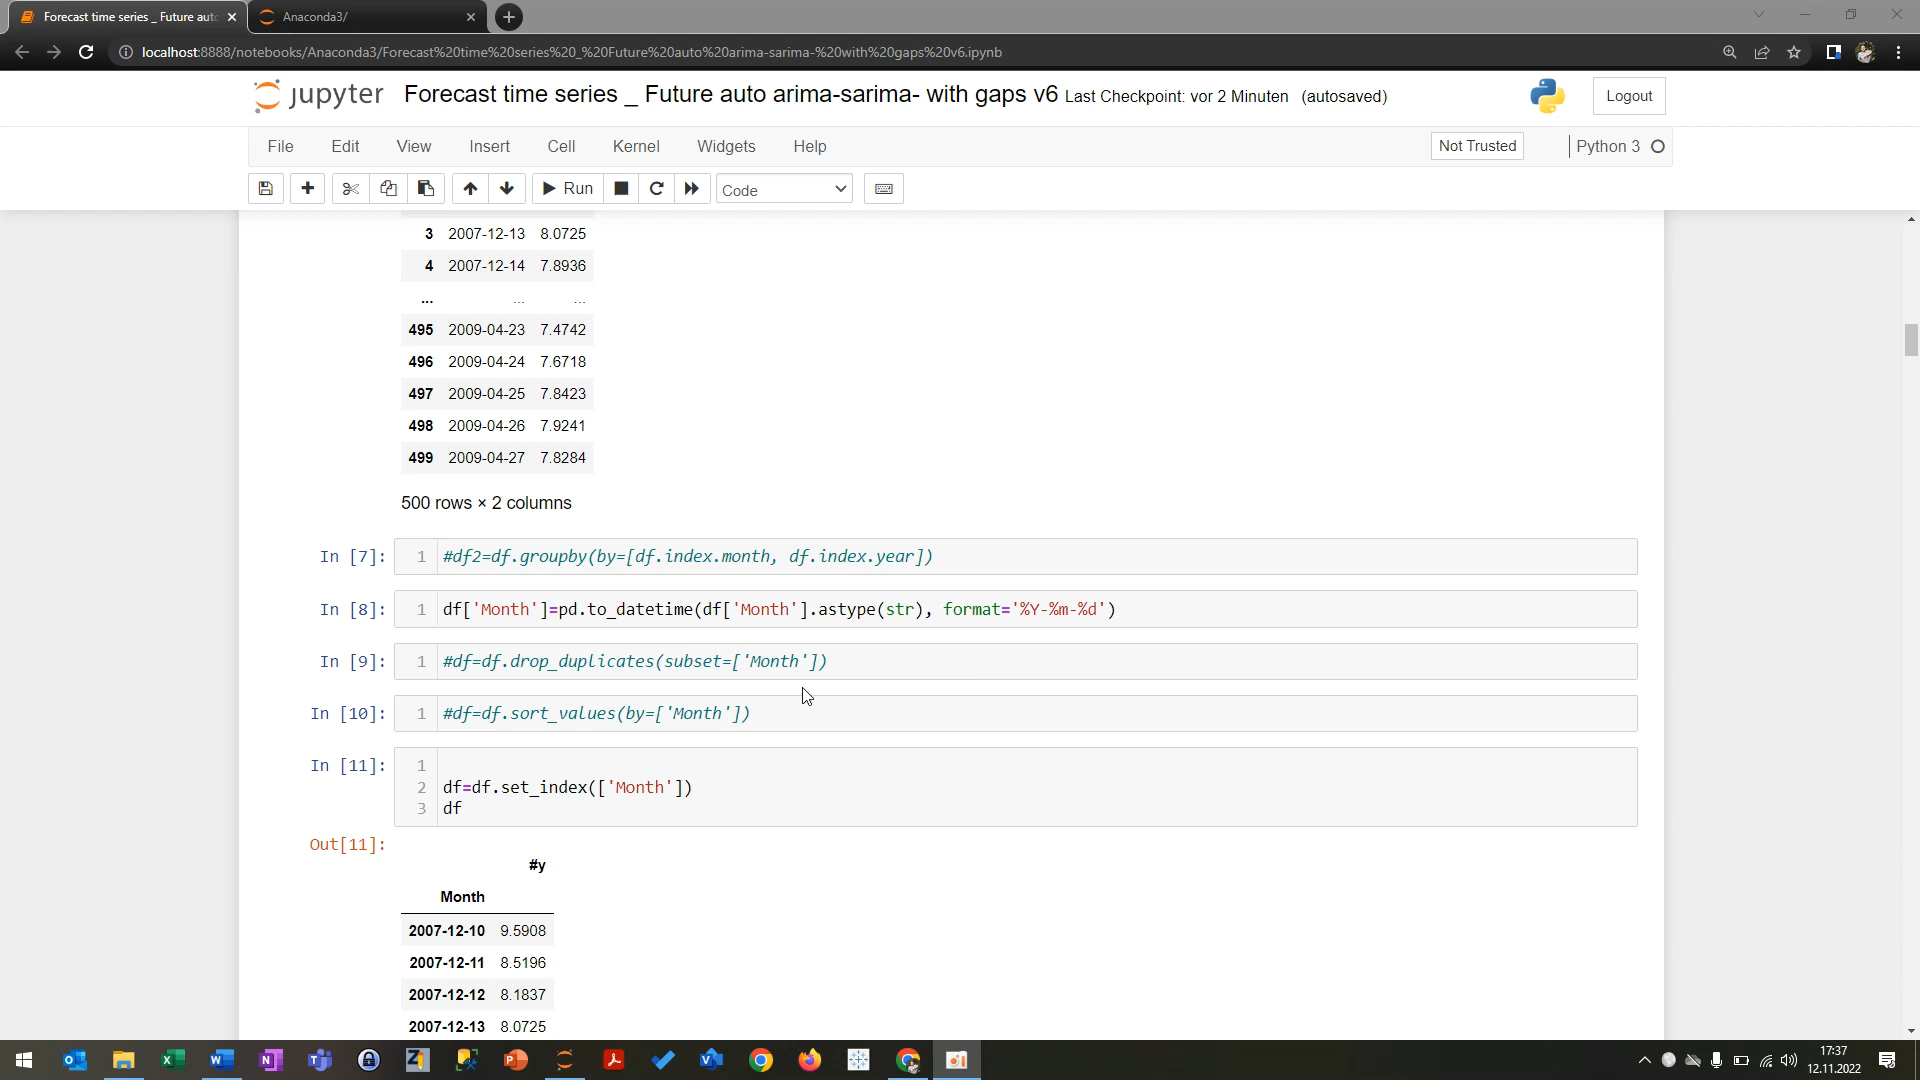 Forecast time series _ Future auto
Anaconda3/
localhost:8888/notebooks/Anaconda3/Forecast%20time%20series%20_%20Future%20auto%20arima-sarima-%20with%20gaps%20v6.ipynb
jupyter Forecast time series _ Future auto arima-sarima- with gaps v6 Last Checkpoint: vor 2 Minuten (autosaved)
Logout
File Edit View Insert Cell Kernel Widgets Help
Not Trusted
Python 3
Run
Code
3 2007-12-13 8.0725
4 2007-12-14 7.8936
... ... ...
495 2009-04-23 7.4742
496 2009-04-24 7.6718
497 2009-04-25 7.8423
498 2009-04-26 7.9241
499 2009-04-27 7.8284
500 rows × 2 columns
In [7]: 1 #df2=df.groupby(by=[df.index.month, df.index.year])
In [8]: 1 df['Month']=pd.to_datetime(df['Month'].astype(str), format='%Y-%m-%d')
In [9]: 1 #df=df.drop_duplicates(subset=['Month'])
In [10]: 1 #df=df.sort_values(by=['Month'])
In [11]: 1
2 df=df.set_index(['Month'])
3 df
Out[11]:
#y
Month
2007-12-10 9.5908
2007-12-11 8.5196
2007-12-12 8.1837
2007-12-13 8.0725
17:37
12.11.2022